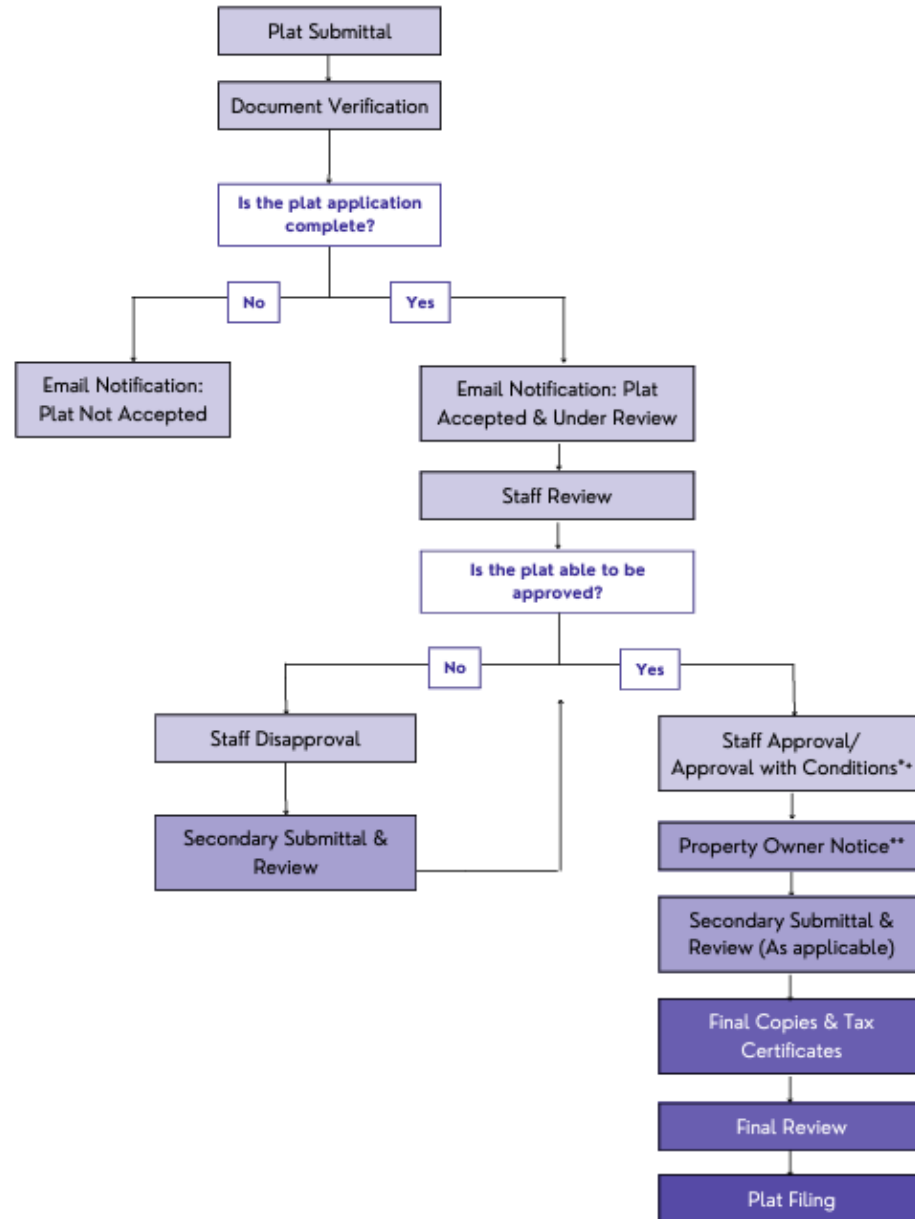 Plat Submittal
Document Verification
Is the plat application
complete?
No
Yes
Email Notification:
Plat Not Accepted
Email Notification: Plat
Accepted & Under Review
Staff Review
Is the plat able to be
approved?
No
Yes
Staff Disapproval
Secondary Submittal &
Review
Staff Approval/
Approval with Conditions*+
Property Owner Notice**
Secondary Submittal &
Review (As applicable)
Final Copies & Tax
Certificates
Final Review
Plat Filing